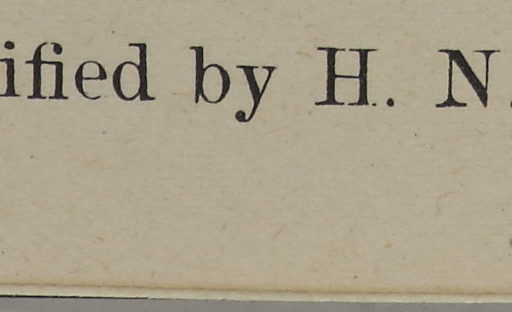 ified by H. N.